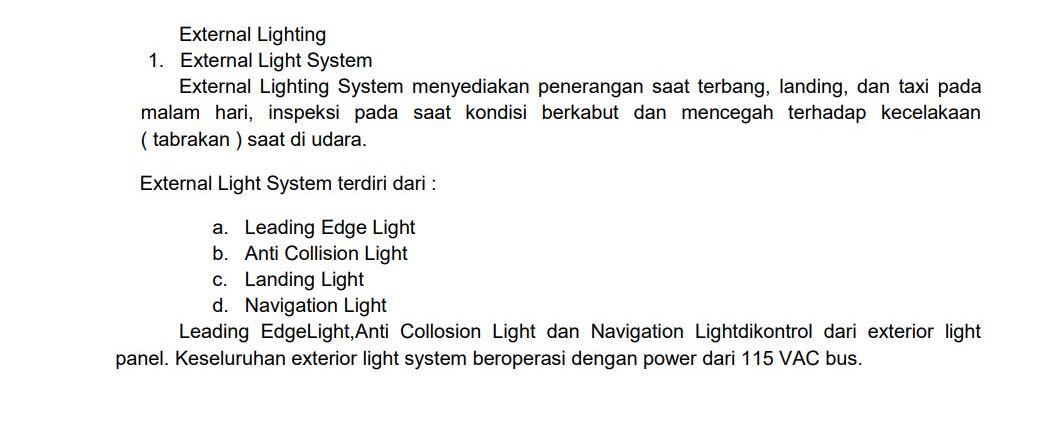 External Lighting
1. External Light System
External Lighting System menyediakan penerangan saat terbang, landing, dan taxi pada
malam hari, inspeksi pada saat kondisi berkabut dan mencegah terhadap kecelakaan
( tabrakan ) saat di udara.
External Light System terdiri dari :
a. Leading Edge Light
b. Anti Collision Light
c. Landing Light
d. Navigation Light
Leading EdgeLight,Anti Collosion Light dan Navigation Lightdikontrol dari exterior light
panel. Keseluruhan exterior light system beroperasi dengan power dari 115 VAC bus.